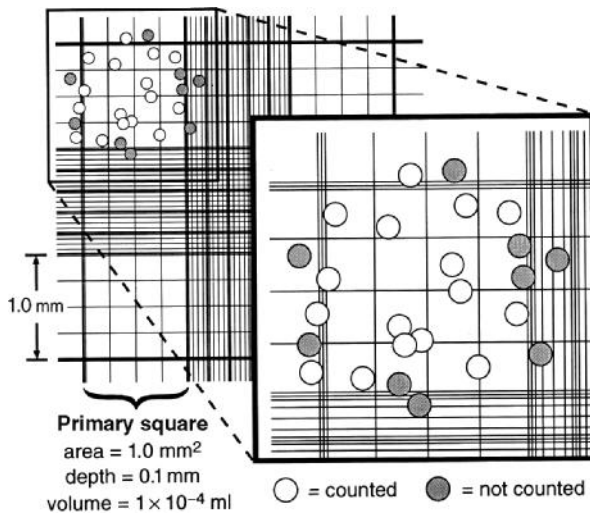 1.0 mm
Primary square
area = 1.0 mm²
depth = 0.1 mm
volume = 1 × 10⁻⁴ ml
= counted
= not counted